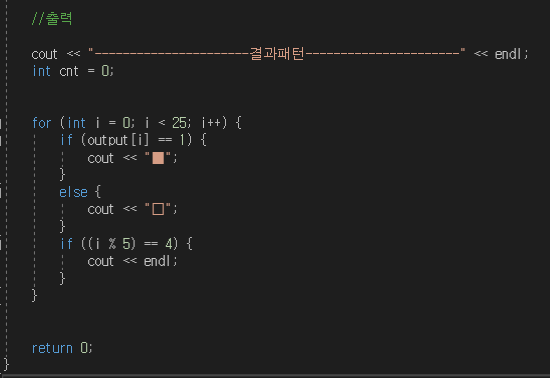 //출력
cout << "----------------------결과패턴----------------------" << endl;
int cnt = 0;
for (int i = 0; i < 25; i++) {
if (output[i] == 1) {
cout << "■";
}
else {
cout << "□";
}
if ((i % 5) == 4) {
cout << endl;
}
}
return 0;
}